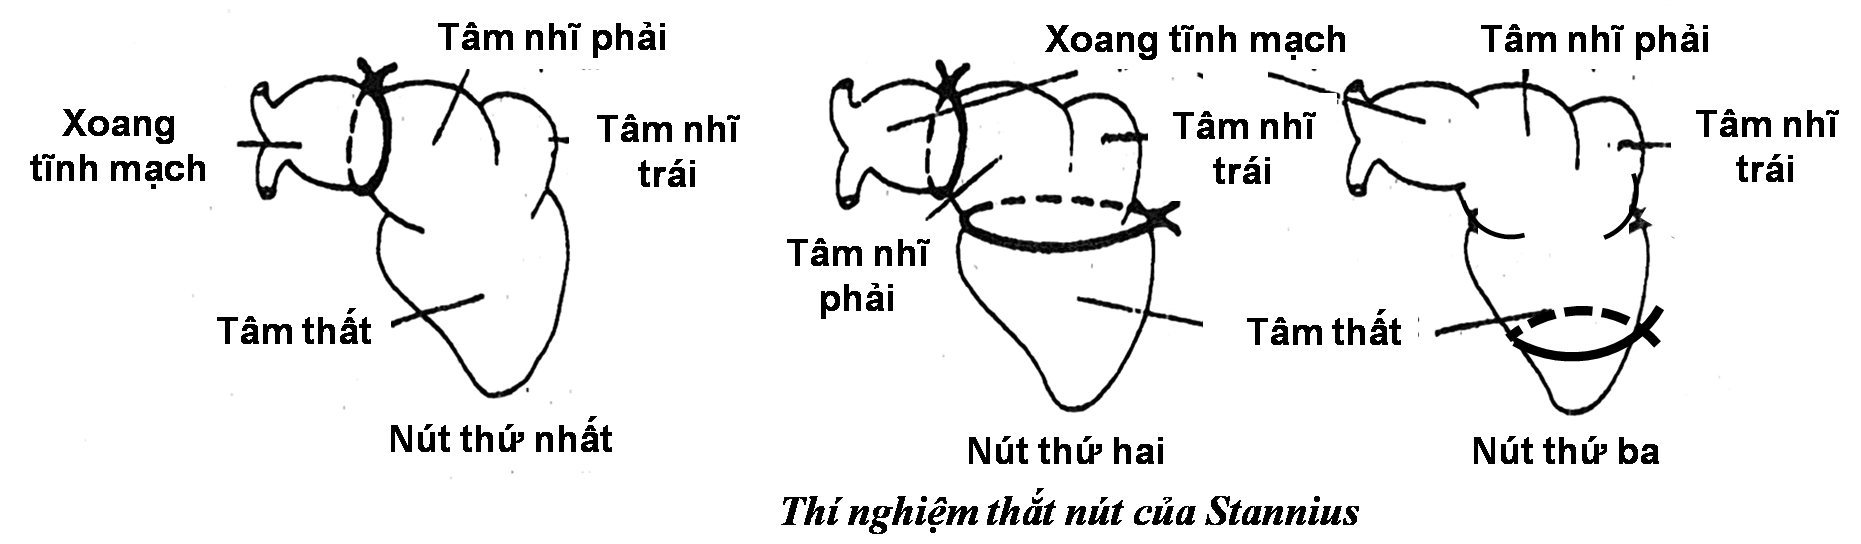 Tâm nhĩ phải
Xoang
tĩnh mạch
Tâm nhĩ
trái
Tâm thất
Nút thứ nhất
Xoang tĩnh mạch
Tâm nhĩ
trái
Tâm nhĩ
phải
Tâm thất
Nút thứ hai
Tâm nhĩ phải
Tâm nhĩ
trái
Nút thứ ba
Thí nghiệm thắt nút của Stannius